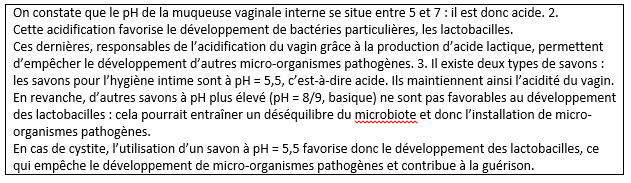 On constate que le pH de la muqueuse vaginale interne se situe entre 5 et 7 : il est donc acide. 2.
Cette acidification favorise le développement de bactéries particulières, les lactobacilles.
Ces dernières, responsables de l’acidification du vagin grâce à la production d’acide lactique, permettent
d’empêcher le développement d’autres micro-organismes pathogènes. 3. Il existe deux types de savons :
les savons pour l’hygiène intime sont à pH = 5,5, c’est-à-dire acide. Ils maintiennent ainsi l’acidité du vagin.
En revanche, d’autres savons à pH plus élevé (pH = 8/9, basique) ne sont pas favorables au développement
des lactobacilles : cela pourrait entraîner un déséquilibre du microbiote et donc l’installation de micro-
organismes pathogènes.
En cas de cystite, l’utilisation d’un savon à pH = 5,5 favorise donc le développement des lactobacilles, ce
qui empêche le développement de micro-organismes pathogènes et contribue à la guérison.